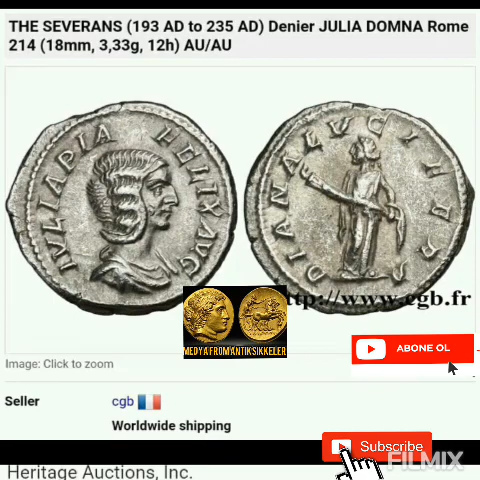 THE SEVERANS (193 AD to 235 AD) Denier JULIA DOMNA Rome
214 (18mm, 3,33g, 12h) AU/AU
IVLIA PIA FELIX AVG
DIANA LVCIFERA
http://www.cgb.fr
MEDYAFROMANTIKSIKKELER
ABONE OL
Image: Click to zoom
Seller
cgb
Worldwide shipping
Subscribe
FILMIX
Heritage Auctions, Inc.